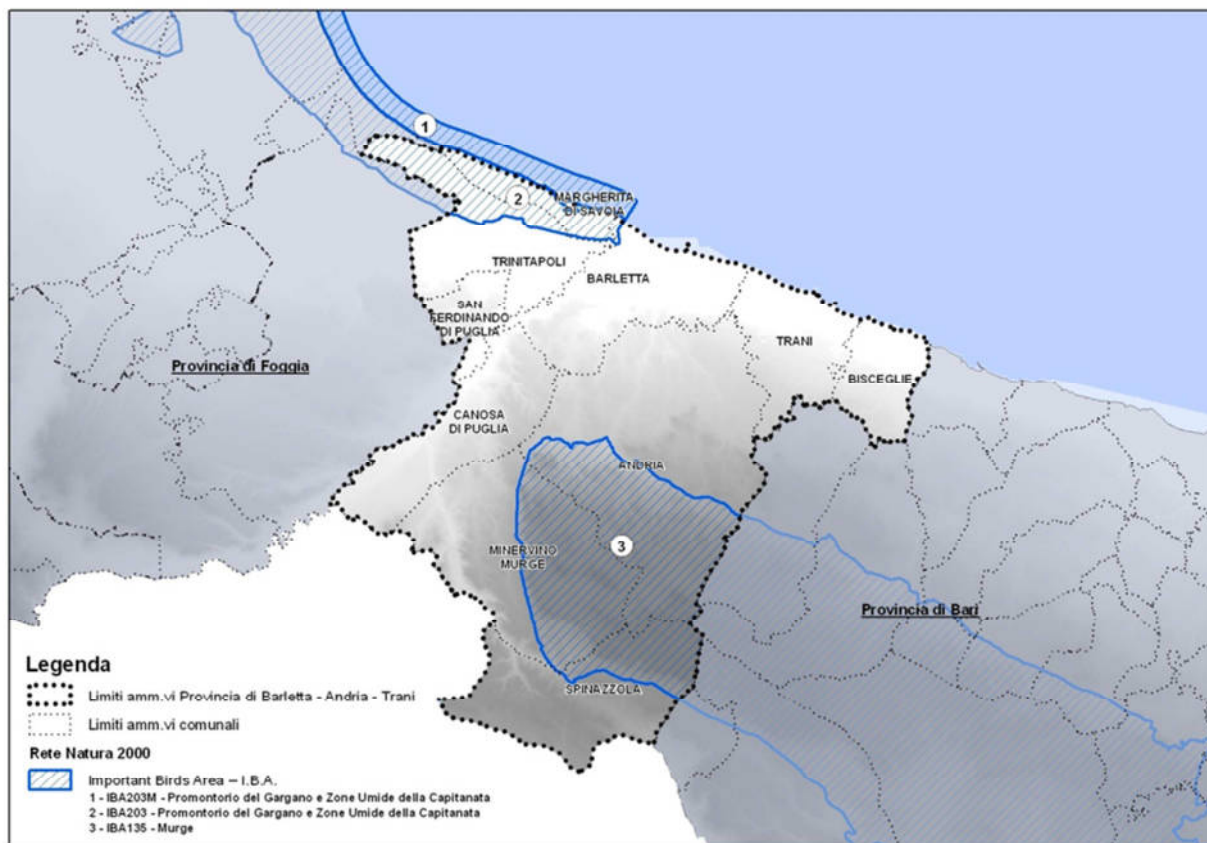 1
2
MARGHERITA
DI SAVOIA
TRINITAPOLI
BARLETTA
SAN
FERDINANDO
DI PUGLIA
TRANI
Provincia di Foggia
BISCEGLIE
CANOSA
DI PUGLIA
ANDRIA
3
MINERVINO
MURGE
Provincia di Bari
SPINAZZOLA
Legenda
Limiti amm.vi Provincia di Barletta - Andria - Trani
Limiti amm.vi comunali
Rete Natura 2000
Important Birds Area – I.B.A.
1 - IBA203M - Promontorio del Gargano e Zone Umide della Capitanata
2 - IBA203 - Promontorio del Gargano e Zone Umide della Capitanata
3 - IBA135 - Murge